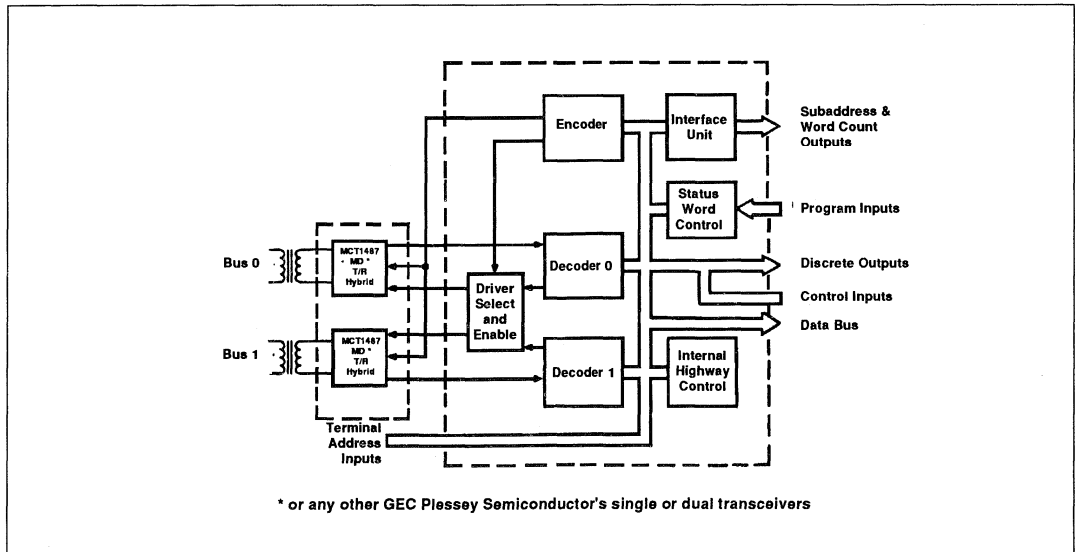 Encoder
Interface
Unit
Subaddress &
Word Count
Outputs
Status
Word
Control
Program Inputs
Bus 0
MCT1487
MD *
T/R
Hybrid
Decoder 0
Discrete Outputs
Driver
Select
and
Enable
Control Inputs
Data Bus
Bus 1
MCT1487
MD *
T/R
Hybrid
Decoder 1
Internal
Highway
Control
Terminal
Address
Inputs
* or any other GEC Plessey Semiconductor's single or dual transceivers